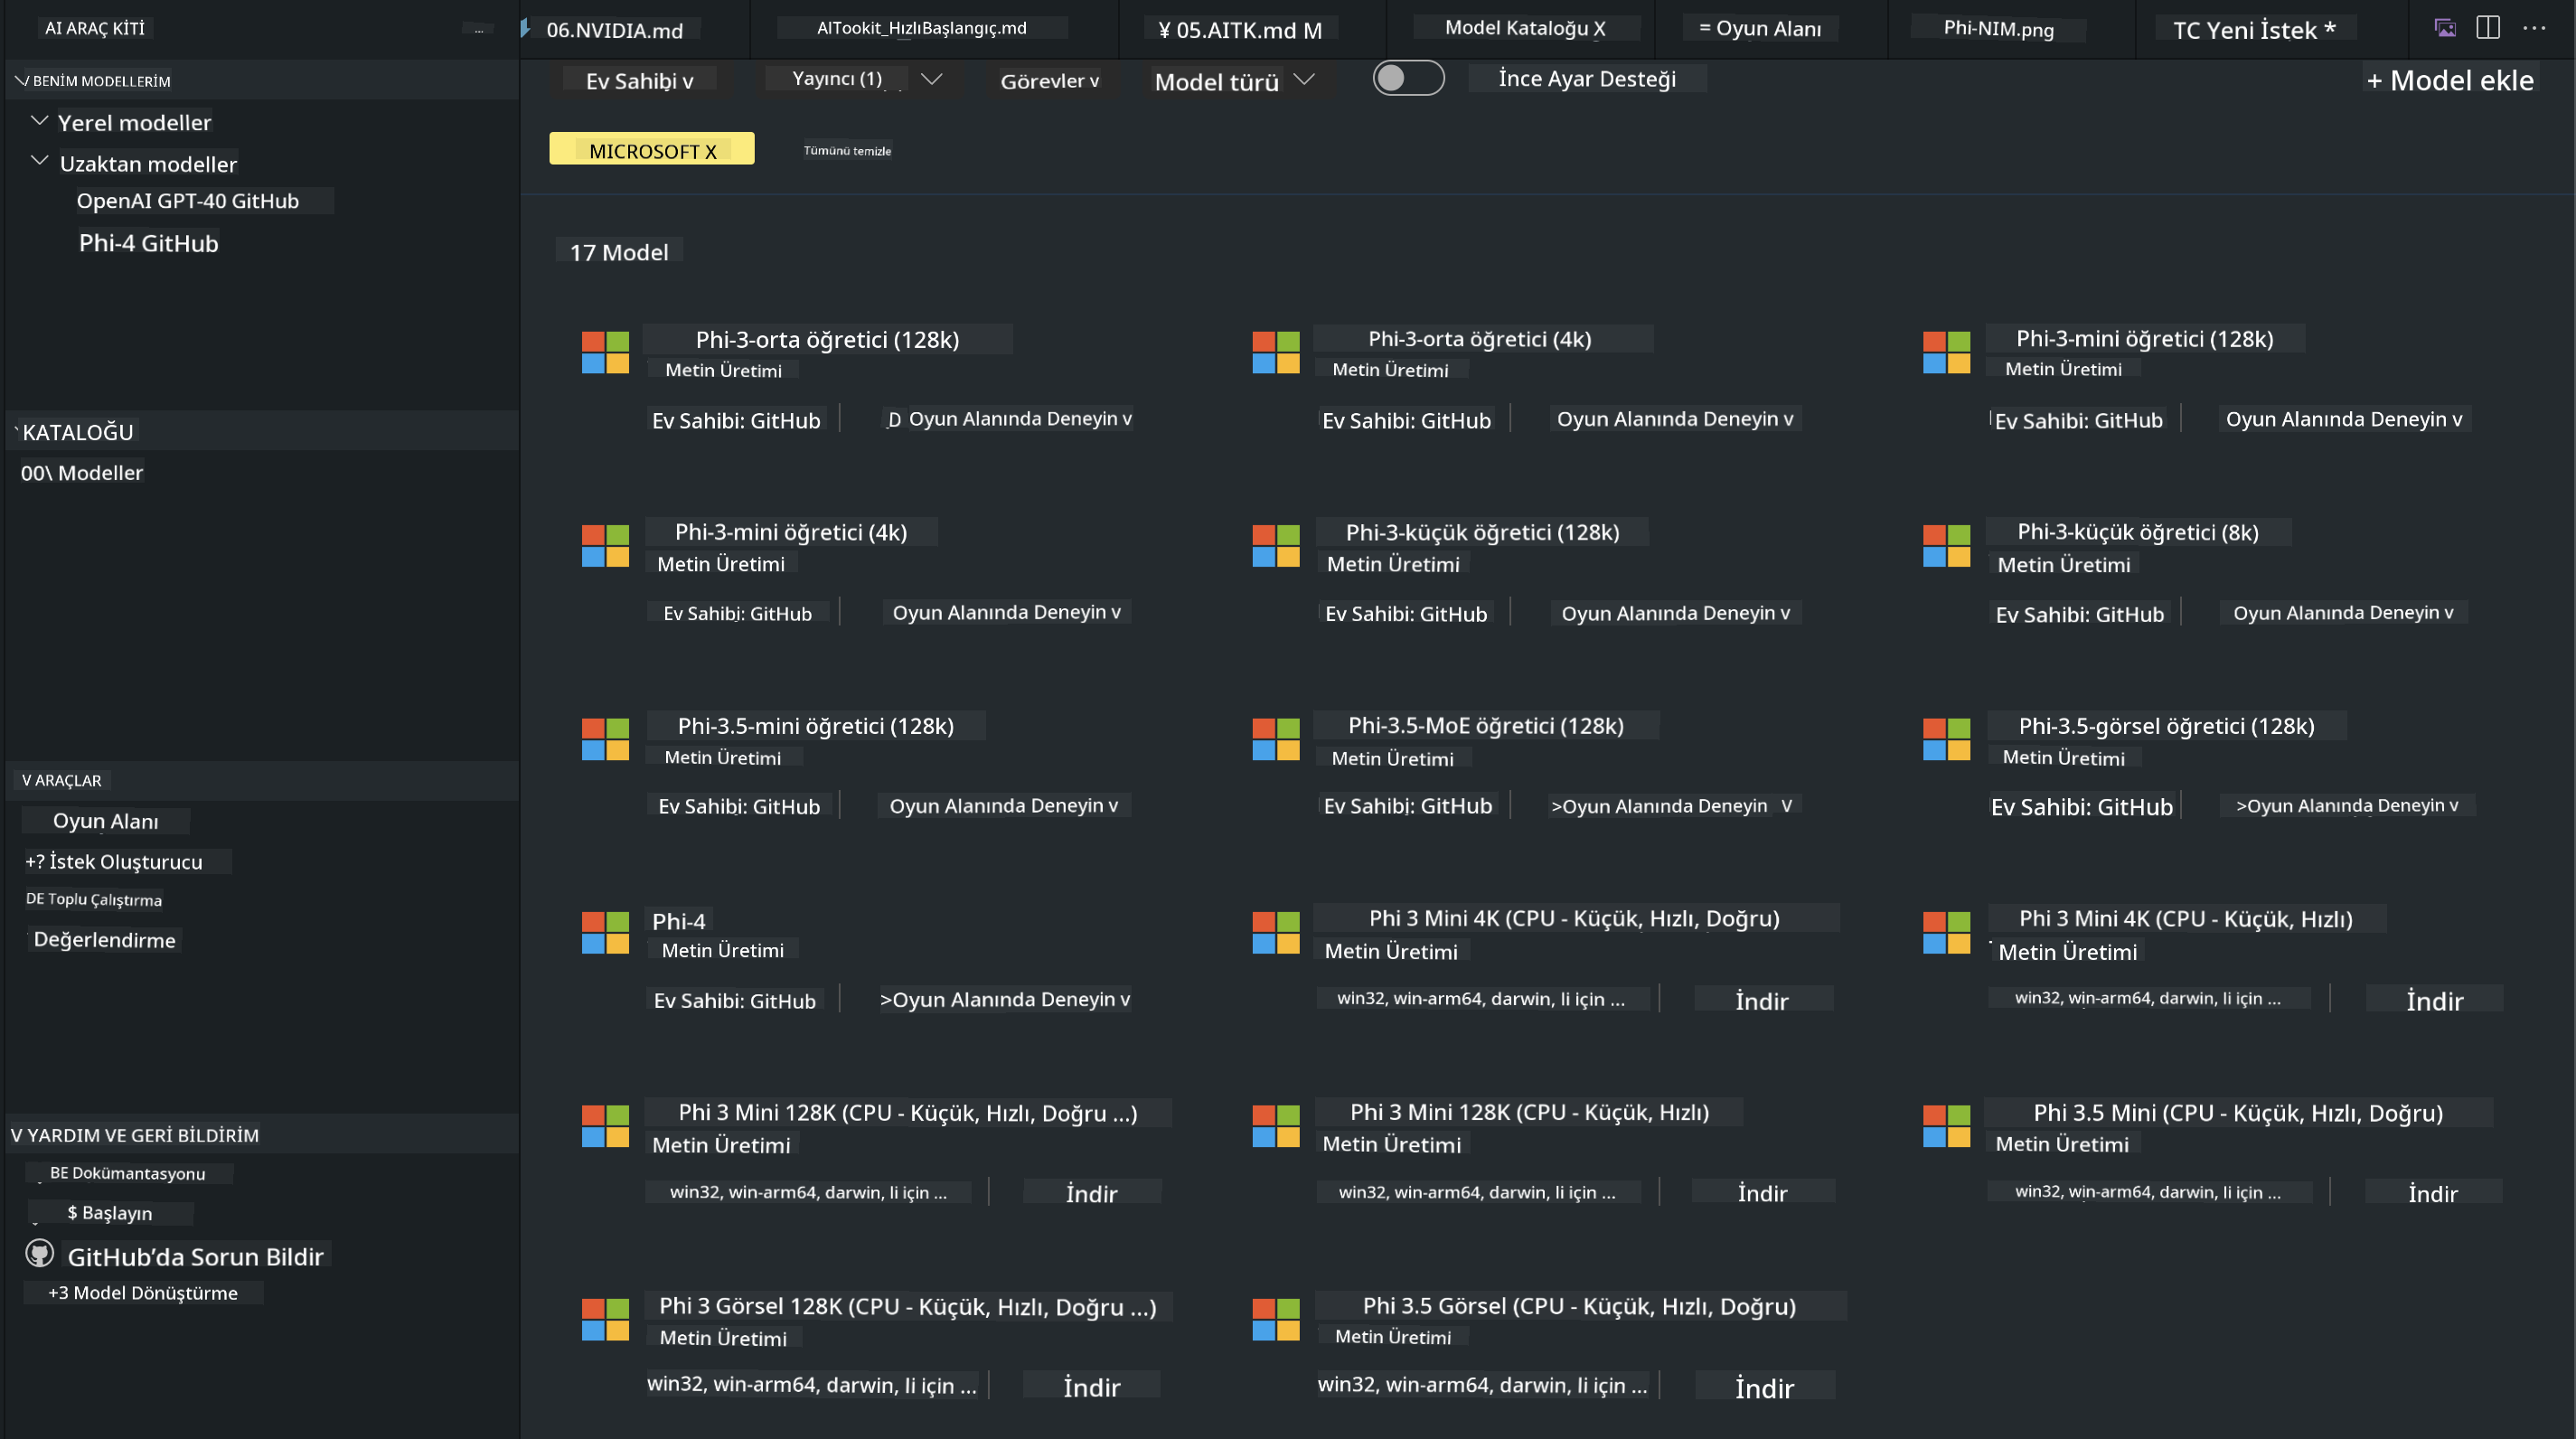 AI ARAÇ KİTİ ...
06.NVIDIA.md
AITookit_HızlıBaşlangıç.md
¥ 05.AITK.md M
Model Kataloğu X
= Oyun Alanı
Phi-NIM.png
TC Yeni İstek *
BENİM MODELLERİM
Yerel modeller
Uzaktan modeller
OpenAI GPT-40 GitHub
Phi-4 GitHub
KATALOĞU
00\ Modeller
V ARAÇLAR
Oyun Alanı
+? İstek Oluşturucu
DE Toplu Çalıştırma
Değerlendirme
V YARDIM VE GERİ BİLDİRİM
BE Dokümantasyonu
$ Başlayın
GitHub'da Sorun Bildir
+3 Model Dönüştürme
Ev Sahibi v
Yayıncı (1)
Görevler v
Model türü
İnce Ayar Desteği
+ Model ekle
MICROSOFT X
Tümünü temizle
17 Model
Phi-3-orta öğretici (128k)
Metin Üretimi
Ev Sahibi: GitHub
D Oyun Alanında Deneyin v
Phi-3-orta öğretici (4k)
Metin Üretimi
Ev Sahibi: GitHub
Oyun Alanında Deneyin v
Phi-3-mini öğretici (128k)
Metin Üretimi
Ev Sahibi: GitHub
Oyun Alanında Deneyin v
Phi-3-mini öğretici (4k)
Metin Üretimi
Ev Sahibi: GitHub
Oyun Alanında Deneyin v
Phi-3-küçük öğretici (128k)
Metin Üretimi
Ev Sahibi: GitHub
Oyun Alanında Deneyin v
Phi-3-küçük öğretici (8k)
Metin Üretimi
Ev Sahibi: GitHub
Oyun Alanında Deneyin v
Phi-3.5-mini öğretici (128k)
Metin Üretimi
Ev Sahibi: GitHub
Oyun Alanında Deneyin v
Phi-3.5-MoE öğretici (128k)
Metin Üretimi
Ev Sahibi: GitHub
>Oyun Alanında Deneyin V
Phi-3.5-görsel öğretici (128k)
Metin Üretimi
Ev Sahibi: GitHub
>Oyun Alanında Deneyin v
Phi-4
Metin Üretimi
Ev Sahibi: GitHub
>Oyun Alanında Deneyin v
Phi 3 Mini 4K (CPU - Küçük, Hızlı, Doğru)
Metin Üretimi
win32, win-arm64, darwin, li için ...
İndir
Phi 3 Mini 4K (CPU - Küçük, Hızlı)
Metin Üretimi
win32, win-arm64, darwin, li için ...
İndir
Phi 3 Mini 128K (CPU - Küçük, Hızlı, Doğru ...)
Metin Üretimi
win32, win-arm64, darwin, li için ...
İndir
Phi 3 Mini 128K (CPU - Küçük, Hızlı)
Metin Üretimi
win32, win-arm64, darwin, li için ...
İndir
Phi 3.5 Mini (CPU - Küçük, Hızlı, Doğru)
Metin Üretimi
win32, win-arm64, darwin, li için ...
İndir
Phi 3 Görsel 128K (CPU - Küçük, Hızlı, Doğru ...)
Metin Üretimi
win32, win-arm64, darwin, li için ...
İndir
Phi 3.5 Görsel (CPU - Küçük, Hızlı, Doğru)
Metin Üretimi
win32, win-arm64, darwin, li için ...
İndir